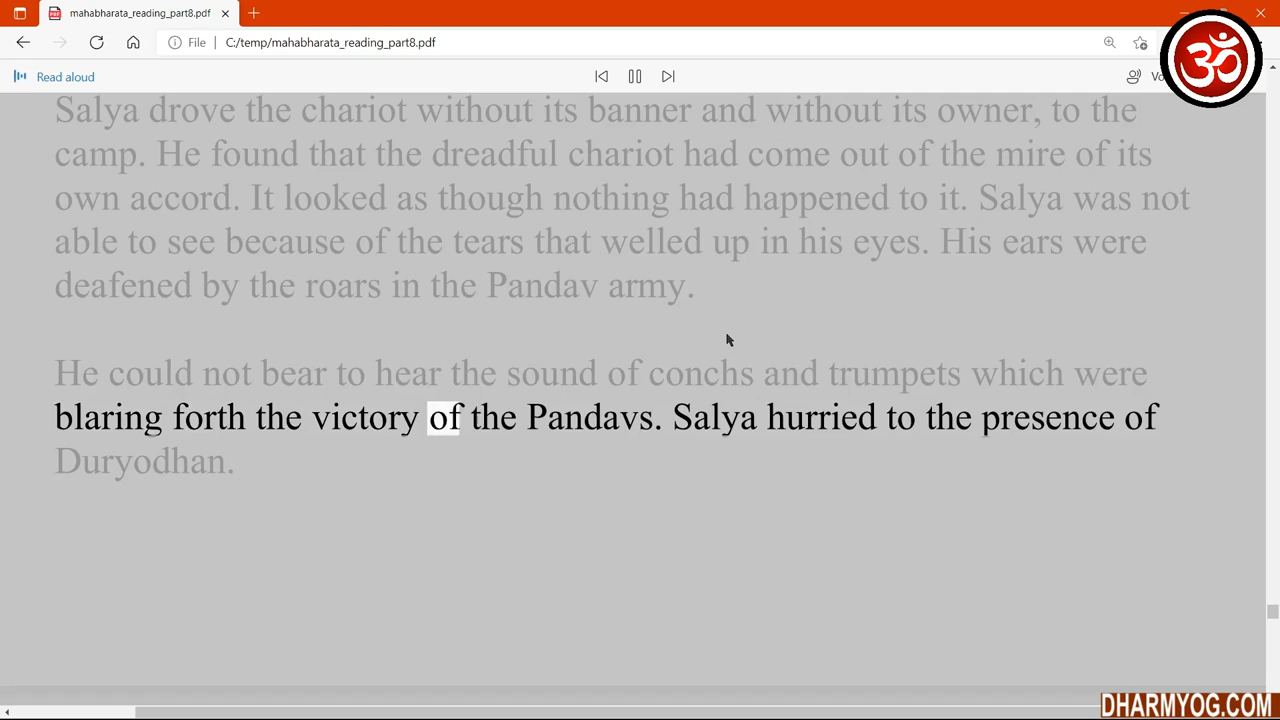 mahabharata_reading_part8.pdf
File
C:/temp/mahabharata_reading_part8.pdf
Read aloud
Salya drove the chariot without its banner and without its owner, to the
camp. He found that the dreadful chariot had come out of the mire of its
own accord. It looked as though nothing had happened to it. Salya was not
able to see because of the tears that welled up in his eyes. His ears were
deafened by the roars in the Pandav army.
He could not bear to hear the sound of conchs and trumpets which were
blaring forth the victory of the Pandavs. Salya hurried to the presence of
Duryodhan.
ॐ
DHARMYOG.COM